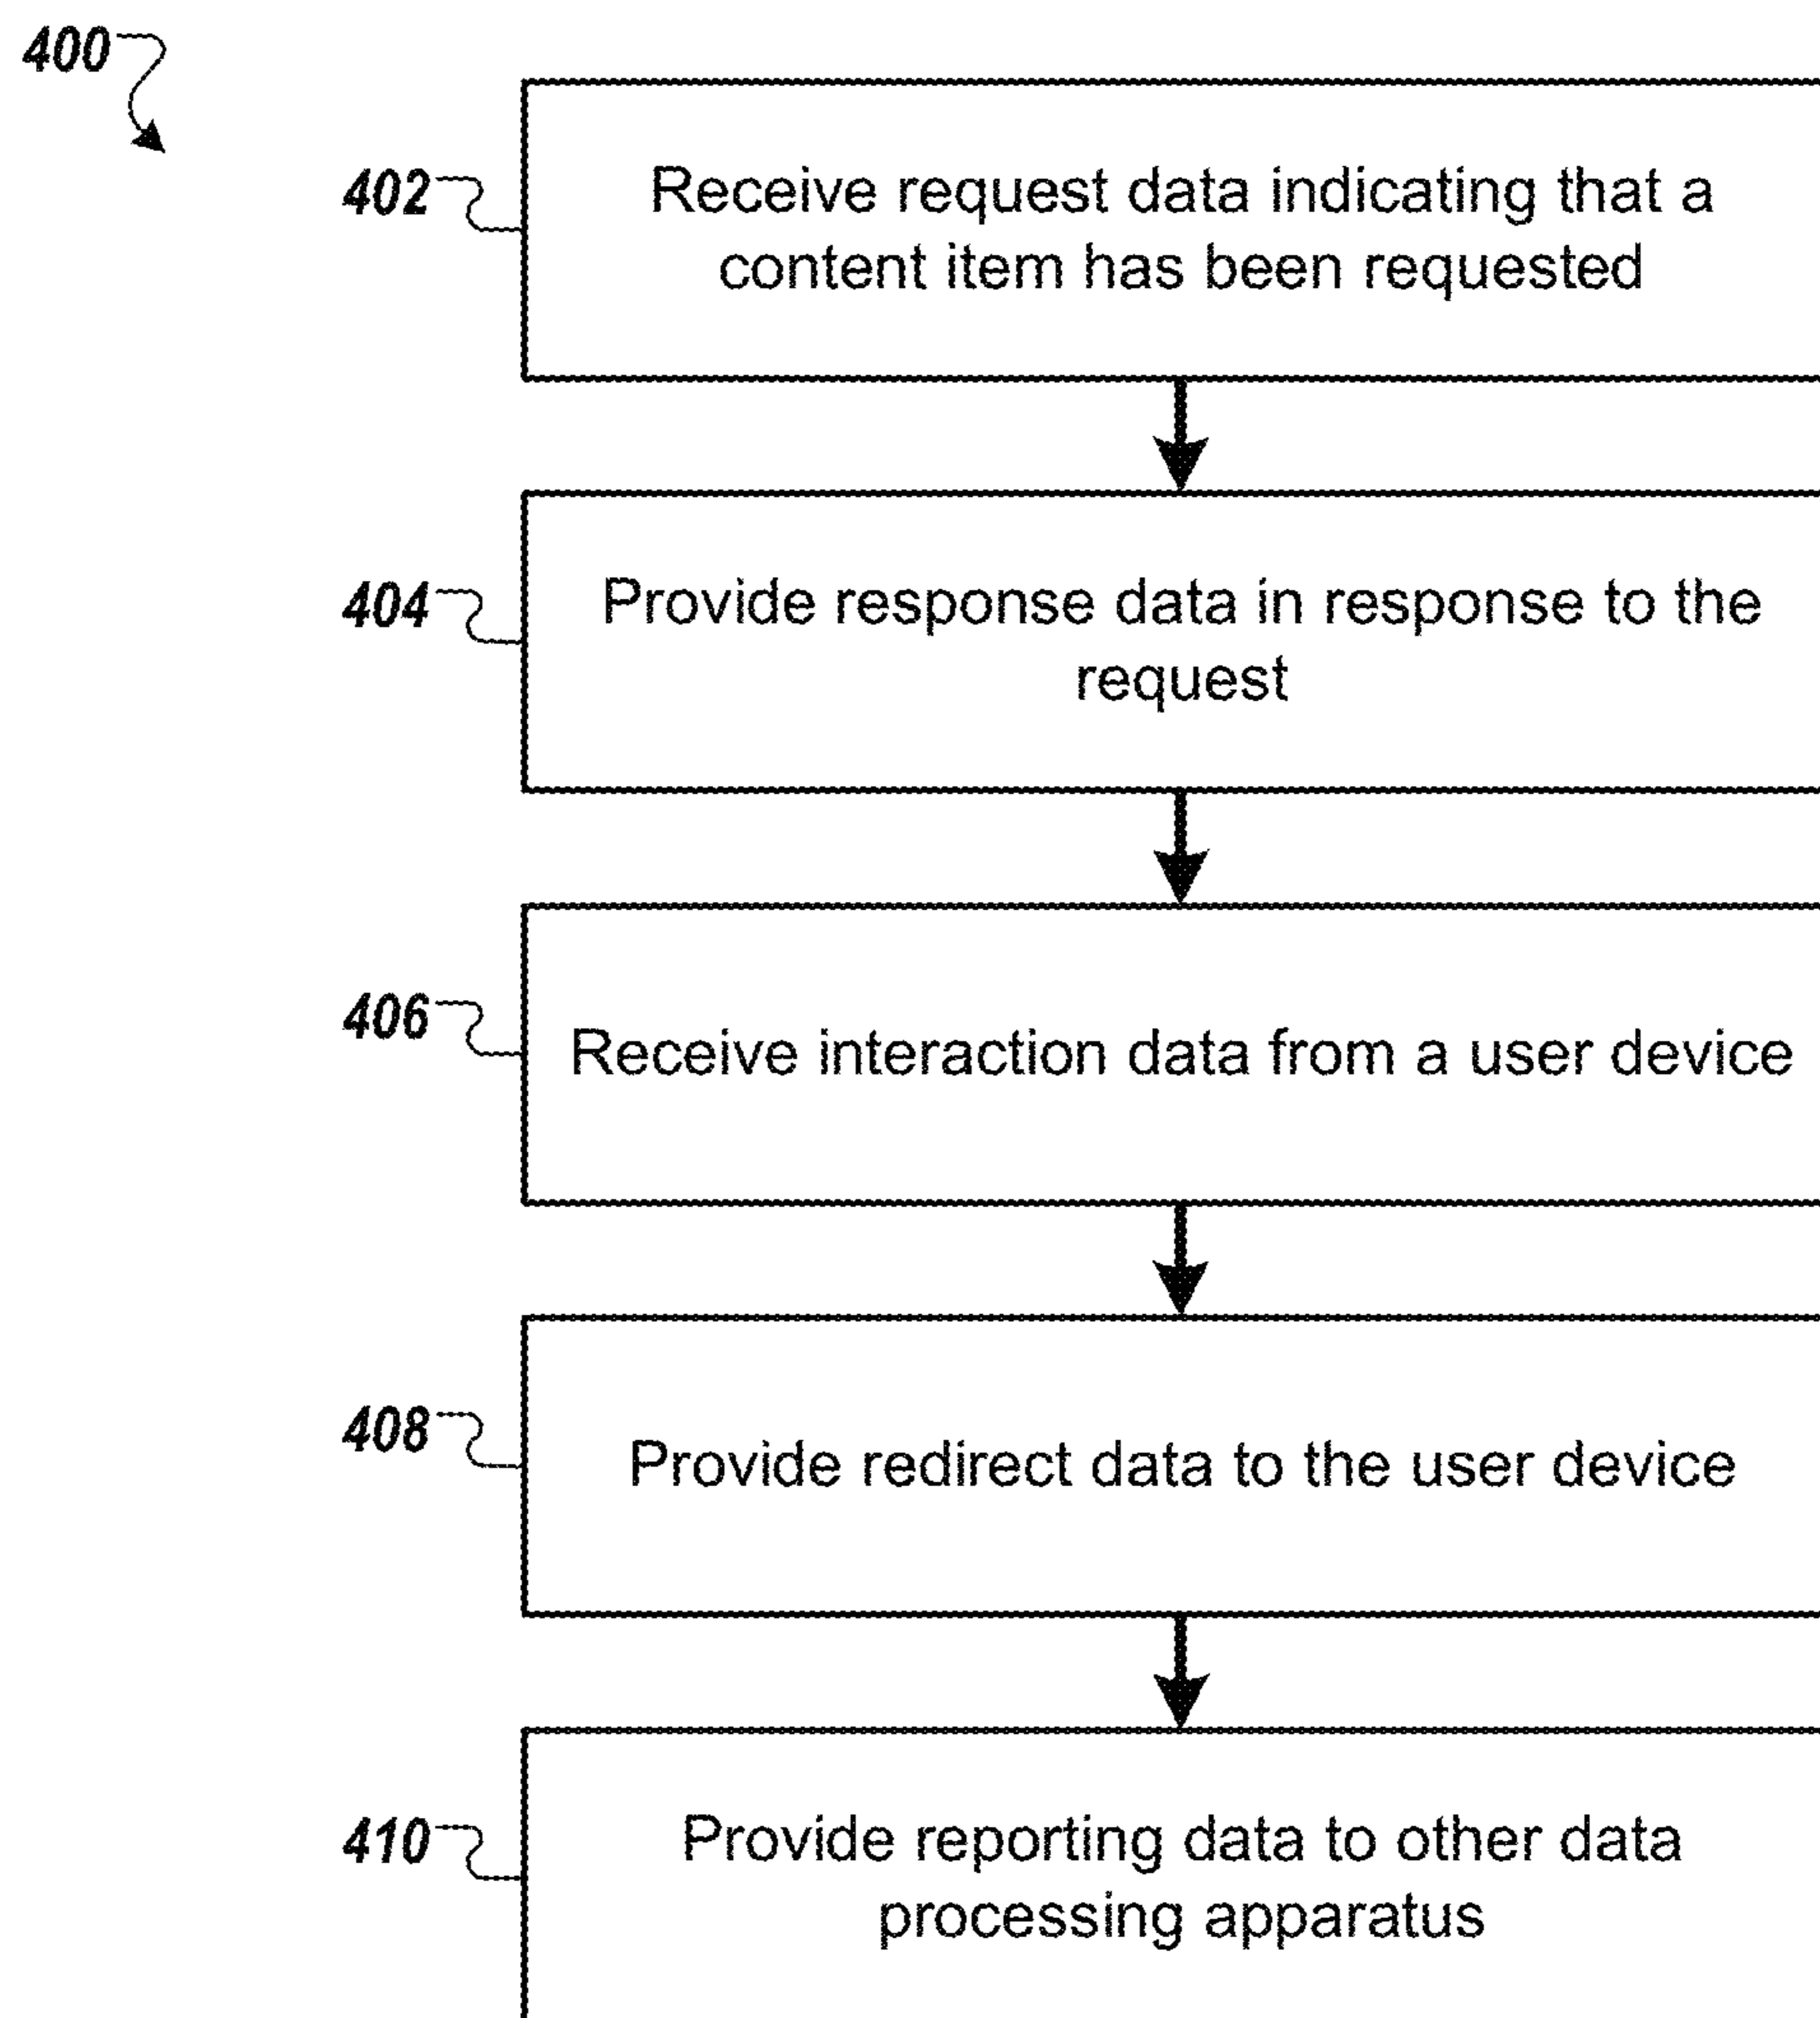 400
402
Receive request data indicating that a
content item has been requested
404
Provide response data in response to the
request
406
Receive interaction data from a user device
408
Provide redirect data to the user device
410
Provide reporting data to other data
processing apparatus